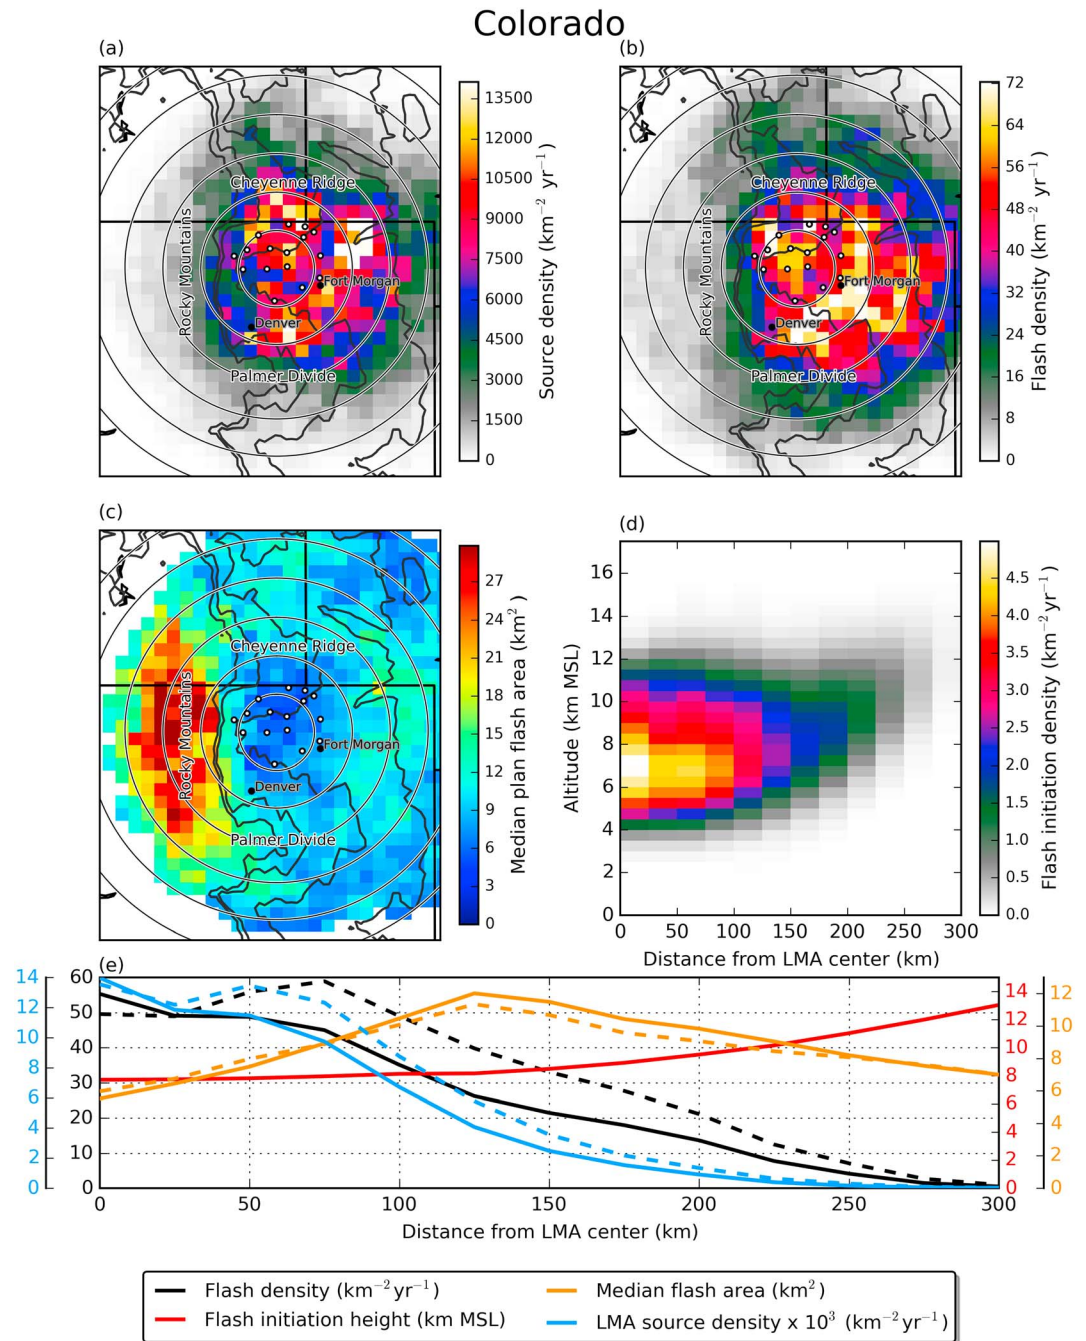 Colorado
(a)
Cheyenne Ridge
Rocky Mountains
Fort Morgan
Denver
Palmer Divide
13500
12000
10500
9000
7500
6000
4500
3000
1500
0
Source density (km⁻² yr⁻¹)
(b)
Cheyenne Ridge
Rocky Mountains
Fort Morgan
Denver
Palmer Divide
72
64
56
48
40
32
24
16
8
0
Flash density (km⁻² yr⁻¹)
(c)
Cheyenne Ridge
Rocky Mountains
Fort Morgan
Denver
Palmer Divide
27
24
21
18
15
12
9
6
3
0
Median plan flash area (km²)
(d)
16
14
12
10
8
6
4
2
0
Altitude (km MSL)
0 50 100 150 200 250 300
Distance from LMA center (km)
4.5
4.0
3.5
3.0
2.5
2.0
1.5
1.0
0.5
0.0
Flash initiation density (km⁻²yr⁻¹)
(e)
14
12
10
8
6
4
2
0
60
50
40
30
20
10
0
14
12
10
8
6
4
2
0
12
10
8
6
4
2
0
0 50 100 150 200 250 300
Distance from LMA center (km)
Flash density (km⁻²yr⁻¹)
Flash initiation height (km MSL)
Median flash area (km²)
LMA source density x 10³ (km⁻²yr⁻¹)